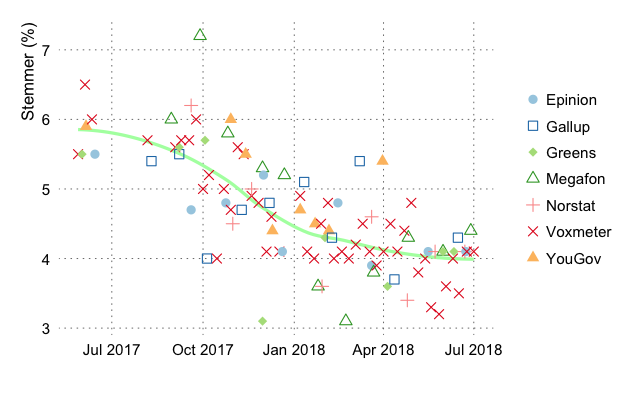 Stemmer (%)
7
6
5
4
3
Jul 2017
Oct 2017
Jan 2018
Apr 2018
Jul 2018
Epinion
Gallup
Greens
Megafon
Norstat
Voxmeter
YouGov